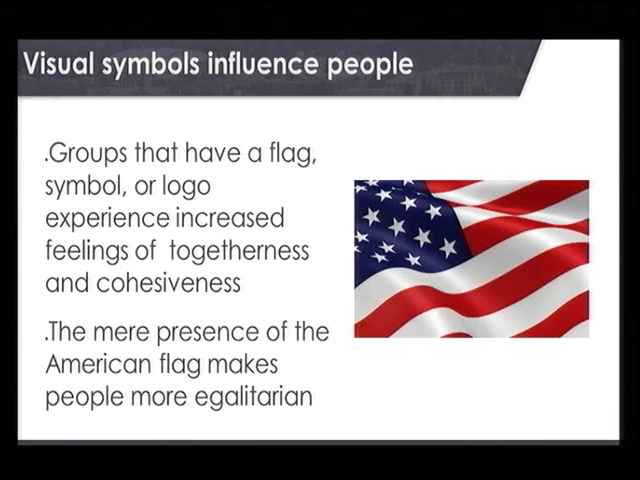 Visual symbols influence people
.Groups that have a flag,
symbol, or logo
experience increased
feelings of togetherness
and cohesiveness
.The mere presence of the
American flag makes
people more egalitarian